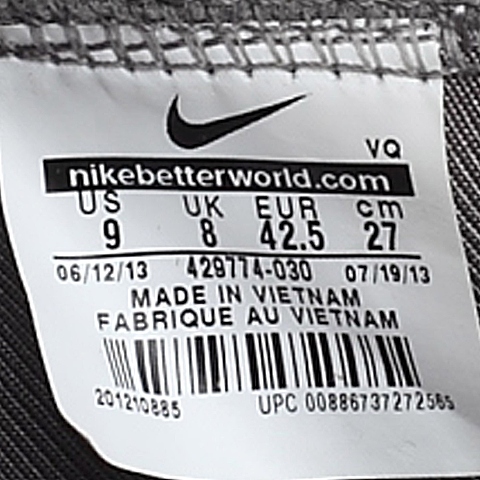 VQ
nikebetterworld.com
US UK EUR cm
9 8 42.5 27
06/12/13 429774-030 07/19/13
MADE IN VIETNAM
FABRIQUE AU VIETNAM
201210885 UPC 00886737272565